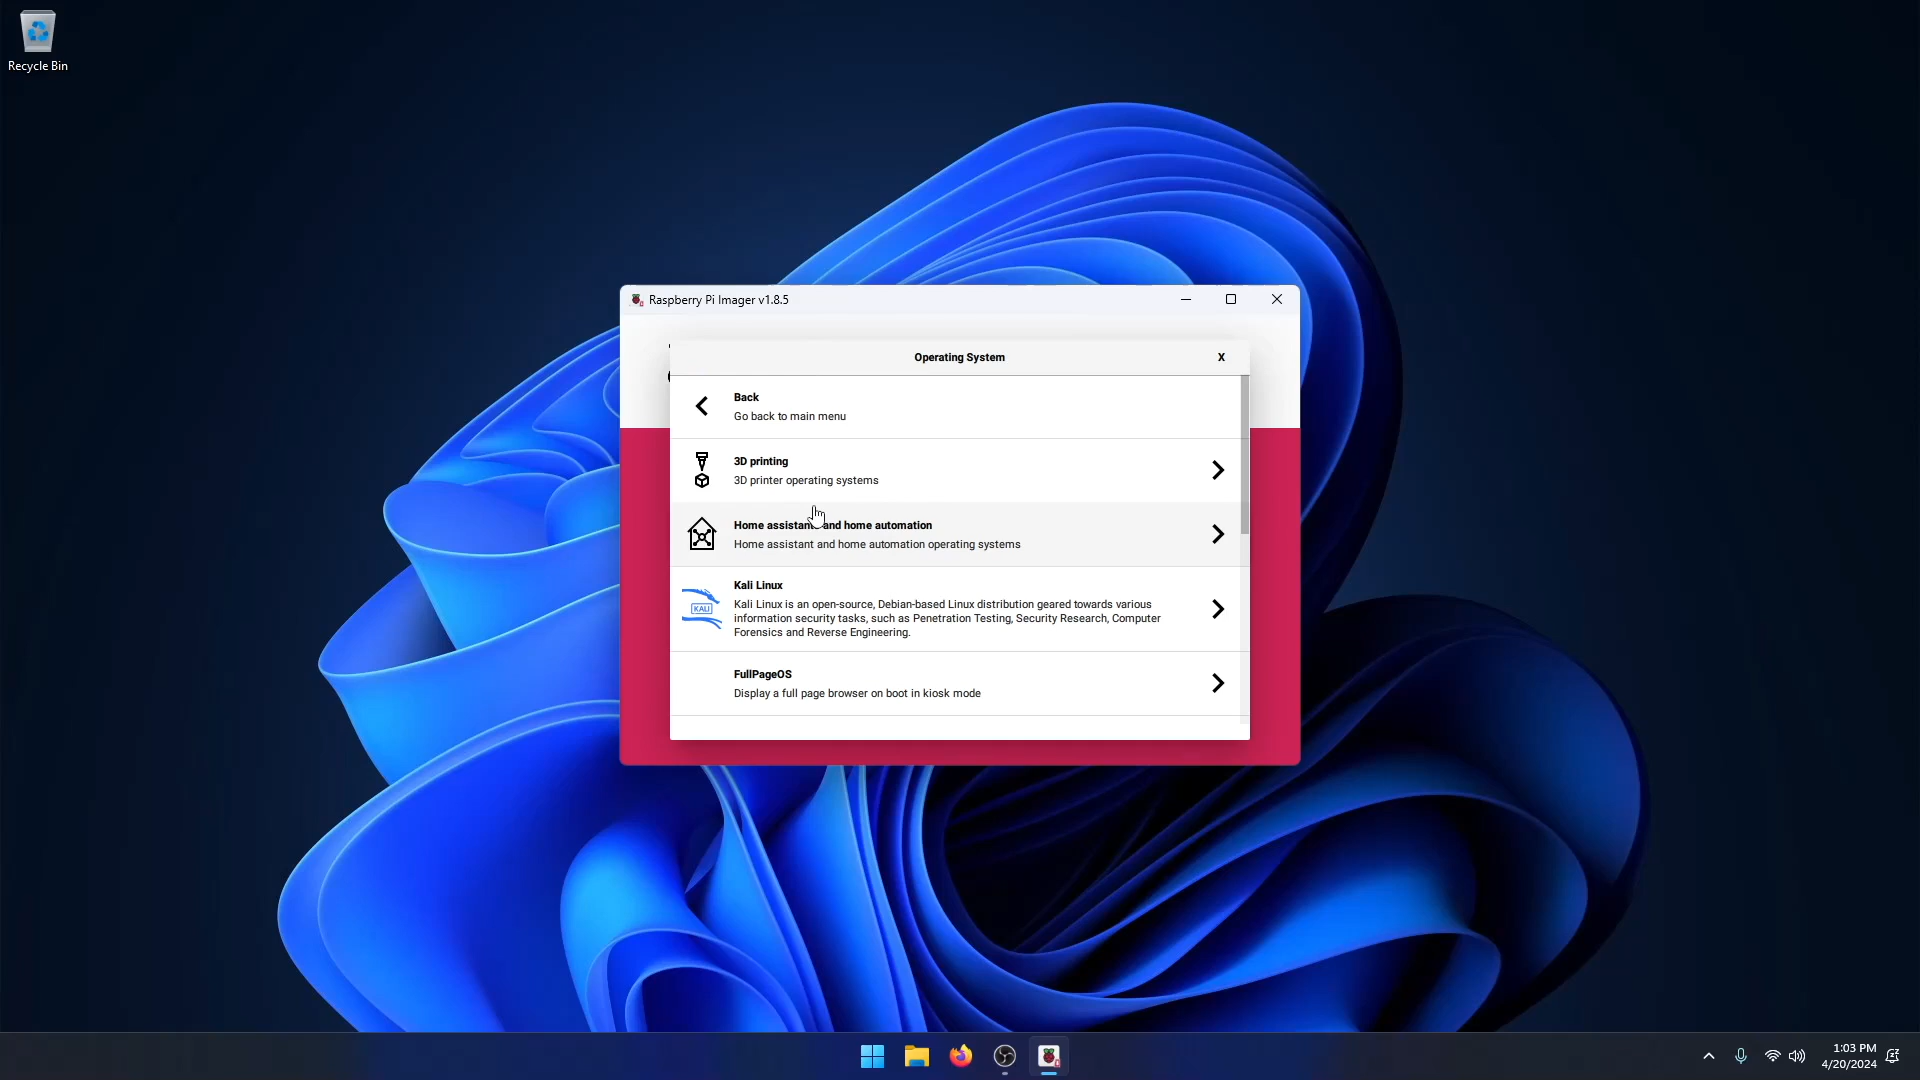 Recycle Bin
Raspberry Pi Imager v1.8.5
Operating System
X
Back
Go back to main menu
3D printing
3D printer operating systems
Home assistant and home automation
Home assistant and home automation operating systems
KALI
Kali Linux
Kali Linux is an open-source, Debian-based Linux distribution geared towards various
information security tasks, such as Penetration Testing, Security Research, Computer
Forensics and Reverse Engineering.
FullPageOS
Display a full page browser on boot in kiosk mode
1:03 PM
4/20/2024